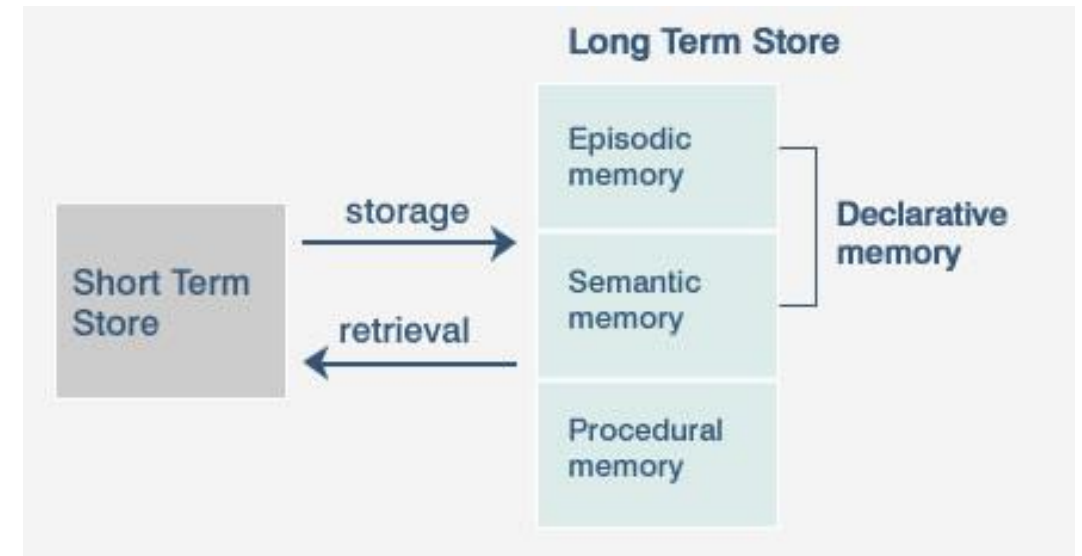 Long Term Store
Episodic
memory
storage
Declarative
memory
Short Term
Store
Semantic
memory
retrieval
Procedural
memory